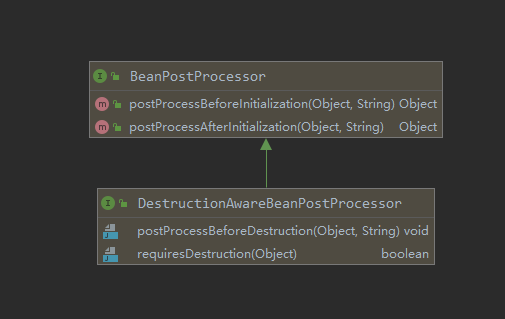 BeanPostProcessor
postProcessBeforeInitialization(Object, String) Object
postProcessAfterInitialization(Object, String) Object
DestructionAwareBeanPostProcessor
postProcessBeforeDestruction(Object, String) void
requiresDestruction(Object) boolean